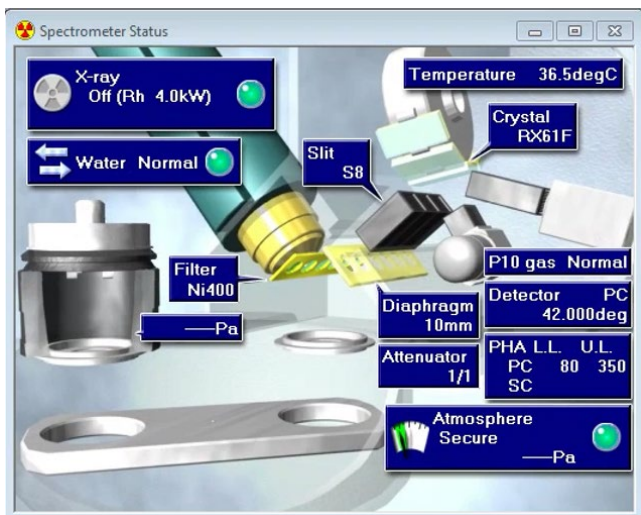 Spectrometer Status
X-ray
Off (Rh 4.0kW)
Temperature 36.5degC
Crystal
RX61F
Water Normal
Slit
S8
Filter
Ni400
P10 gas Normal
Detector PC
42.000deg
Diaphragm
10mm
——Pa
PHA L.L. U.L.
PC 80 350
SC
Attenuator
1/1
Atmosphere
Secure
——Pa